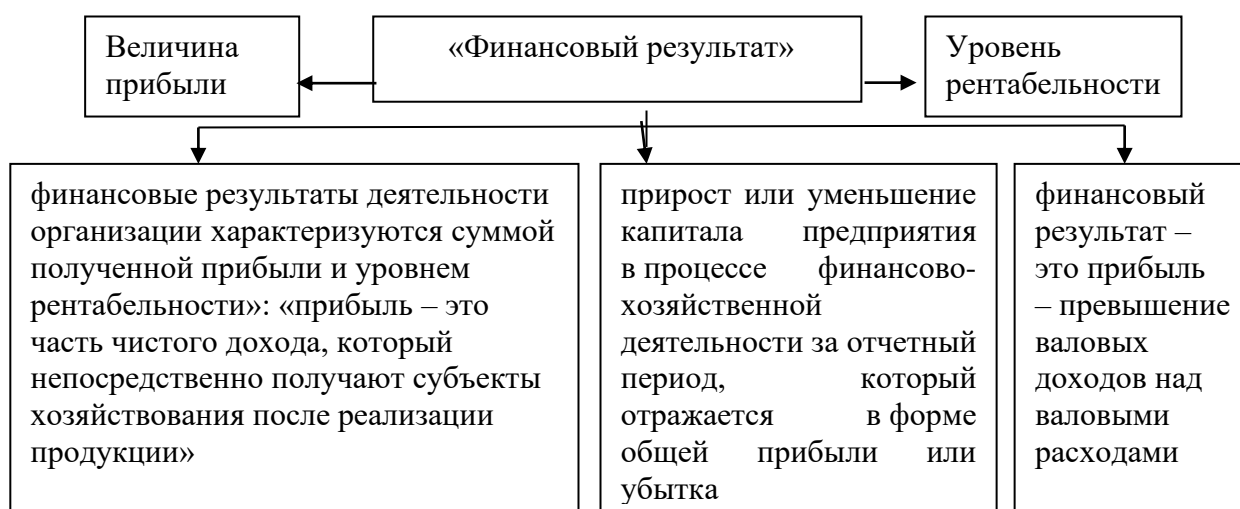 Величина
прибыли
«Финансовый результат»
Уровень
рентабельности
финансовые результаты деятельности
организации характеризуются суммой
полученной прибыли и уровнем
рентабельности»: «прибыль – это
часть чистого дохода, который
непосредственно получают субъекты
хозяйствования после реализации
продукции»
прирост или уменьшение
капитала предприятия
в процессе финансово-
хозяйственной
деятельности за отчетный
период, который
отражается в форме
общей прибыли или
убытка
финансовый
результат –
это прибыль
– превышение
валовых
доходов над
валовыми
расходами